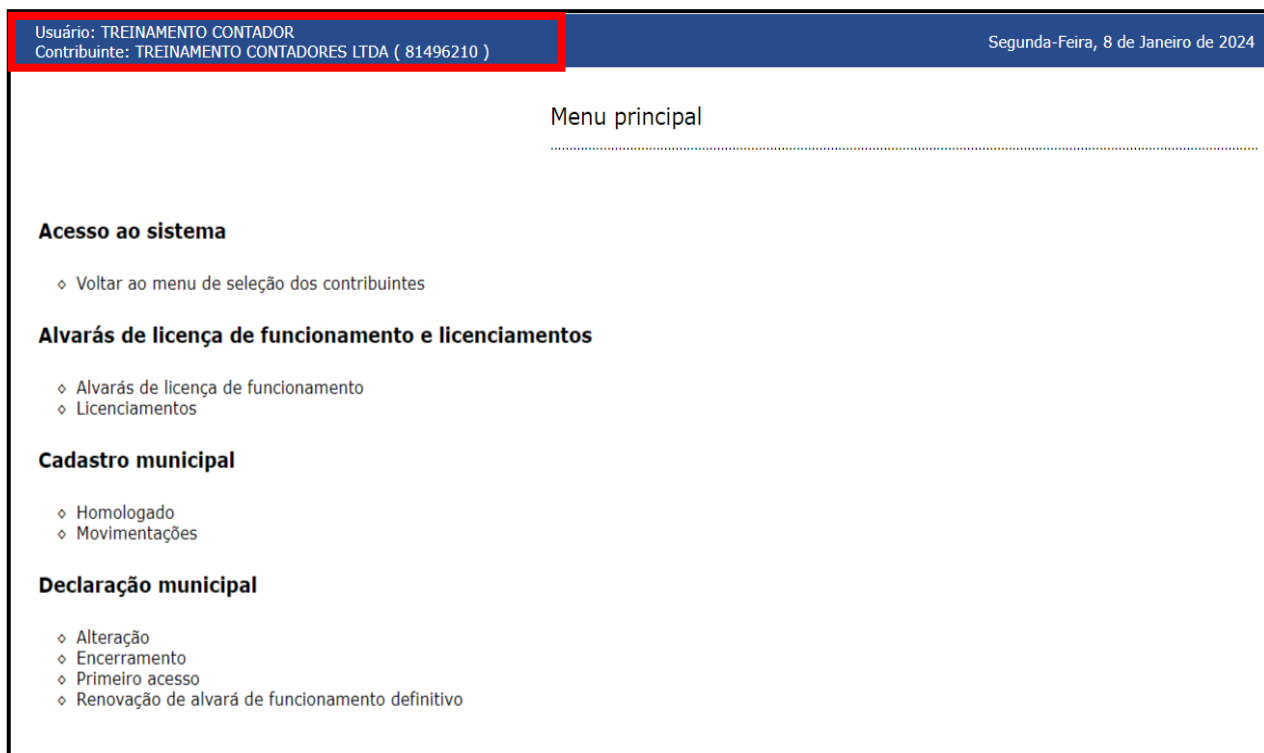 Usuário: TREINAMENTO CONTADOR
Contribuinte: TREINAMENTO CONTADORES LTDA ( 81496210 )
Segunda-Feira, 8 de Janeiro de 2024
Menu principal
Acesso ao sistema
Voltar ao menu de seleção dos contribuintes
Alvarás de licença de funcionamento e licenciamentos
Alvarás de licença de funcionamento
Licenciamentos
Cadastro municipal
Homologado
Movimentações
Declaração municipal
Alteração
Encerramento
Primeiro acesso
Renovação de alvará de funcionamento definitivo